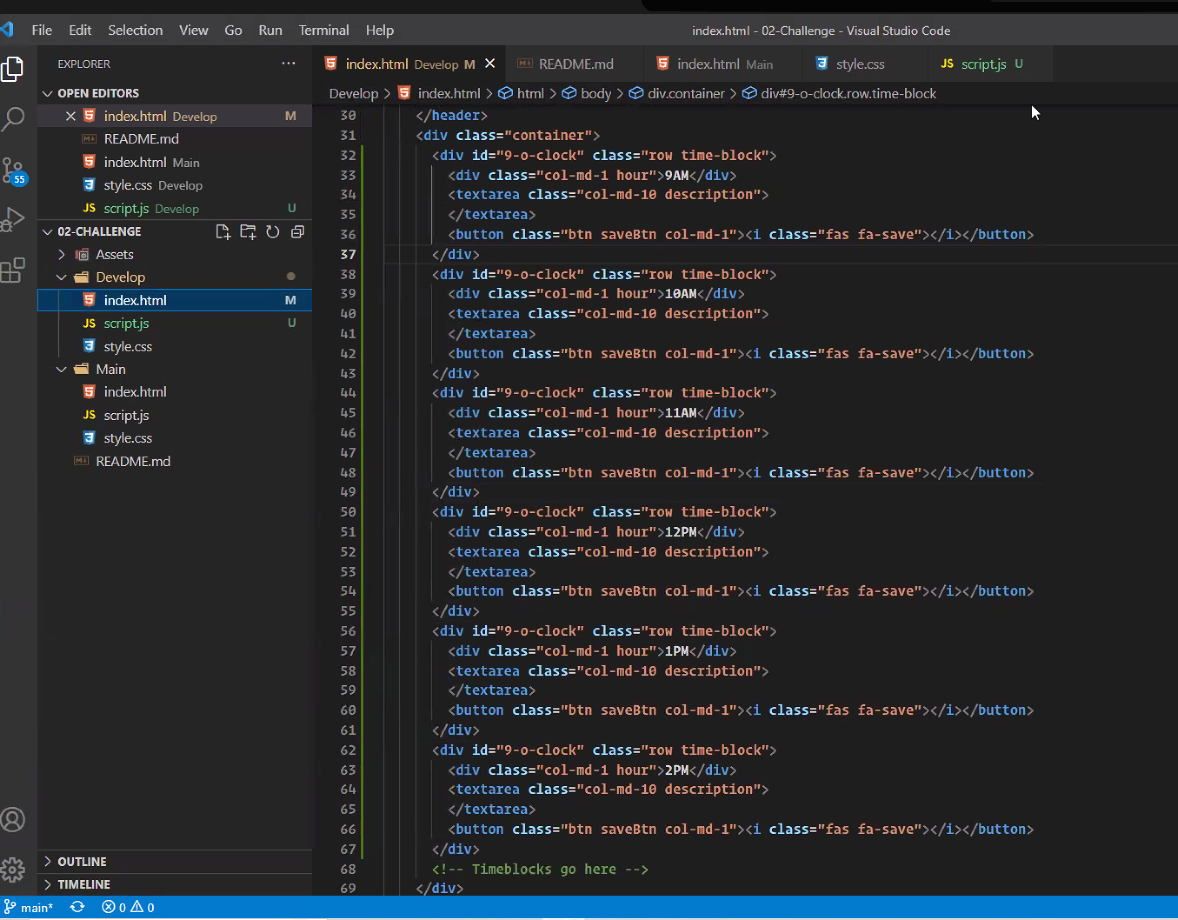 File Edit Selection View Go Run Terminal Help
index.html - 02-Challenge - Visual Studio Code
EXPLORER
index.html Develop M
README.md
index.html Main
style.css
JS script.js U
OPEN EDITORS
Develop > index.html > html > body > div.container > div#9-o-clock.row.time-block
index.html Develop M
README.md
index.html Main
style.css Develop
JS script.js Develop U
02-CHALLENGE
Assets
Develop
index.html M
JS script.js U
style.css
Main
index.html
JS script.js
style.css
README.md
55
OUTLINE
TIMELINE
30 </header>
31 <div class="container">
32 <div id="9-o-clock" class="row time-block">
33 <div class="col-md-1 hour">9AM</div>
34 <textarea class="col-md-10 description">
35 </textarea>
36 <button class="btn saveBtn col-md-1"><i class="fas fa-save"></i></button>
37 </div>
38 <div id="9-o-clock" class="row time-block">
39 <div class="col-md-1 hour">10AM</div>
40 <textarea class="col-md-10 description">
41 </textarea>
42 <button class="btn saveBtn col-md-1"><i class="fas fa-save"></i></button>
43 </div>
44 <div id="9-o-clock" class="row time-block">
45 <div class="col-md-1 hour">11AM</div>
46 <textarea class="col-md-10 description">
47 </textarea>
48 <button class="btn saveBtn col-md-1"><i class="fas fa-save"></i></button>
49 </div>
50 <div id="9-o-clock" class="row time-block">
51 <div class="col-md-1 hour">12PM</div>
52 <textarea class="col-md-10 description">
53 </textarea>
54 <button class="btn saveBtn col-md-1"><i class="fas fa-save"></i></button>
55 </div>
56 <div id="9-o-clock" class="row time-block">
57 <div class="col-md-1 hour">1PM</div>
58 <textarea class="col-md-10 description">
59 </textarea>
60 <button class="btn saveBtn col-md-1"><i class="fas fa-save"></i></button>
61 </div>
62 <div id="9-o-clock" class="row time-block">
63 <div class="col-md-1 hour">2PM</div>
64 <textarea class="col-md-10 description">
65 </textarea>
66 <button class="btn saveBtn col-md-1"><i class="fas fa-save"></i></button>
67 </div>
68 <!-- Timeblocks go here -->
69 </div>
main* 0 0